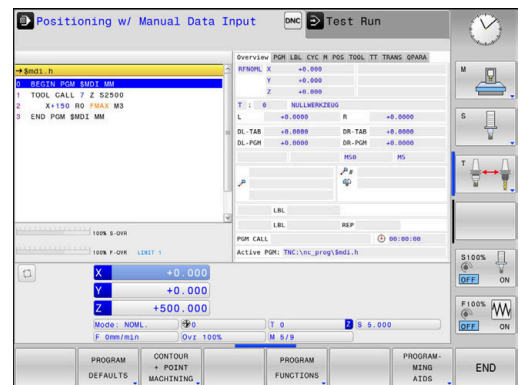 Positioning w/ Manual Data Input
DNC
Test Run
→$mdi.h
0 BEGIN PGM $MDI MM
1 TOOL CALL 7 Z S2500
2 X+150 R0 FMAX M3
3 END PGM $MDI MM
100% S-OVR
100% F-OVR LIMIT 1
Overview PGM LBL CYC M POS TOOL TT TRANS QPARA
RFNOML X +0.000
Y +0.000
Z +0.000
T : 0 NULLWERKZEUG
L +0.0000 R +0.0000
DL-TAB +0.0000 DR-TAB +0.0000
DL-PGM +0.0000 DR-PGM +0.0000
M50 M5
P#
LBL
LBL REP
PGM CALL 00:00:00
Active PGM: TNC:\nc_prog\$mdi.h
X +0.000
Y +0.000
Z +500.000
Mode: NOML. 0 T 0 Z S 5.000
F 0mm/min Ovr 100% M 5/9
M
S
T
S100%
OFF ON
F100%
OFF ON
PROGRAM DEFAULTS
CONTOUR + POINT MACHINING
PROGRAM FUNCTIONS
PROGRAM- MING AIDS
END